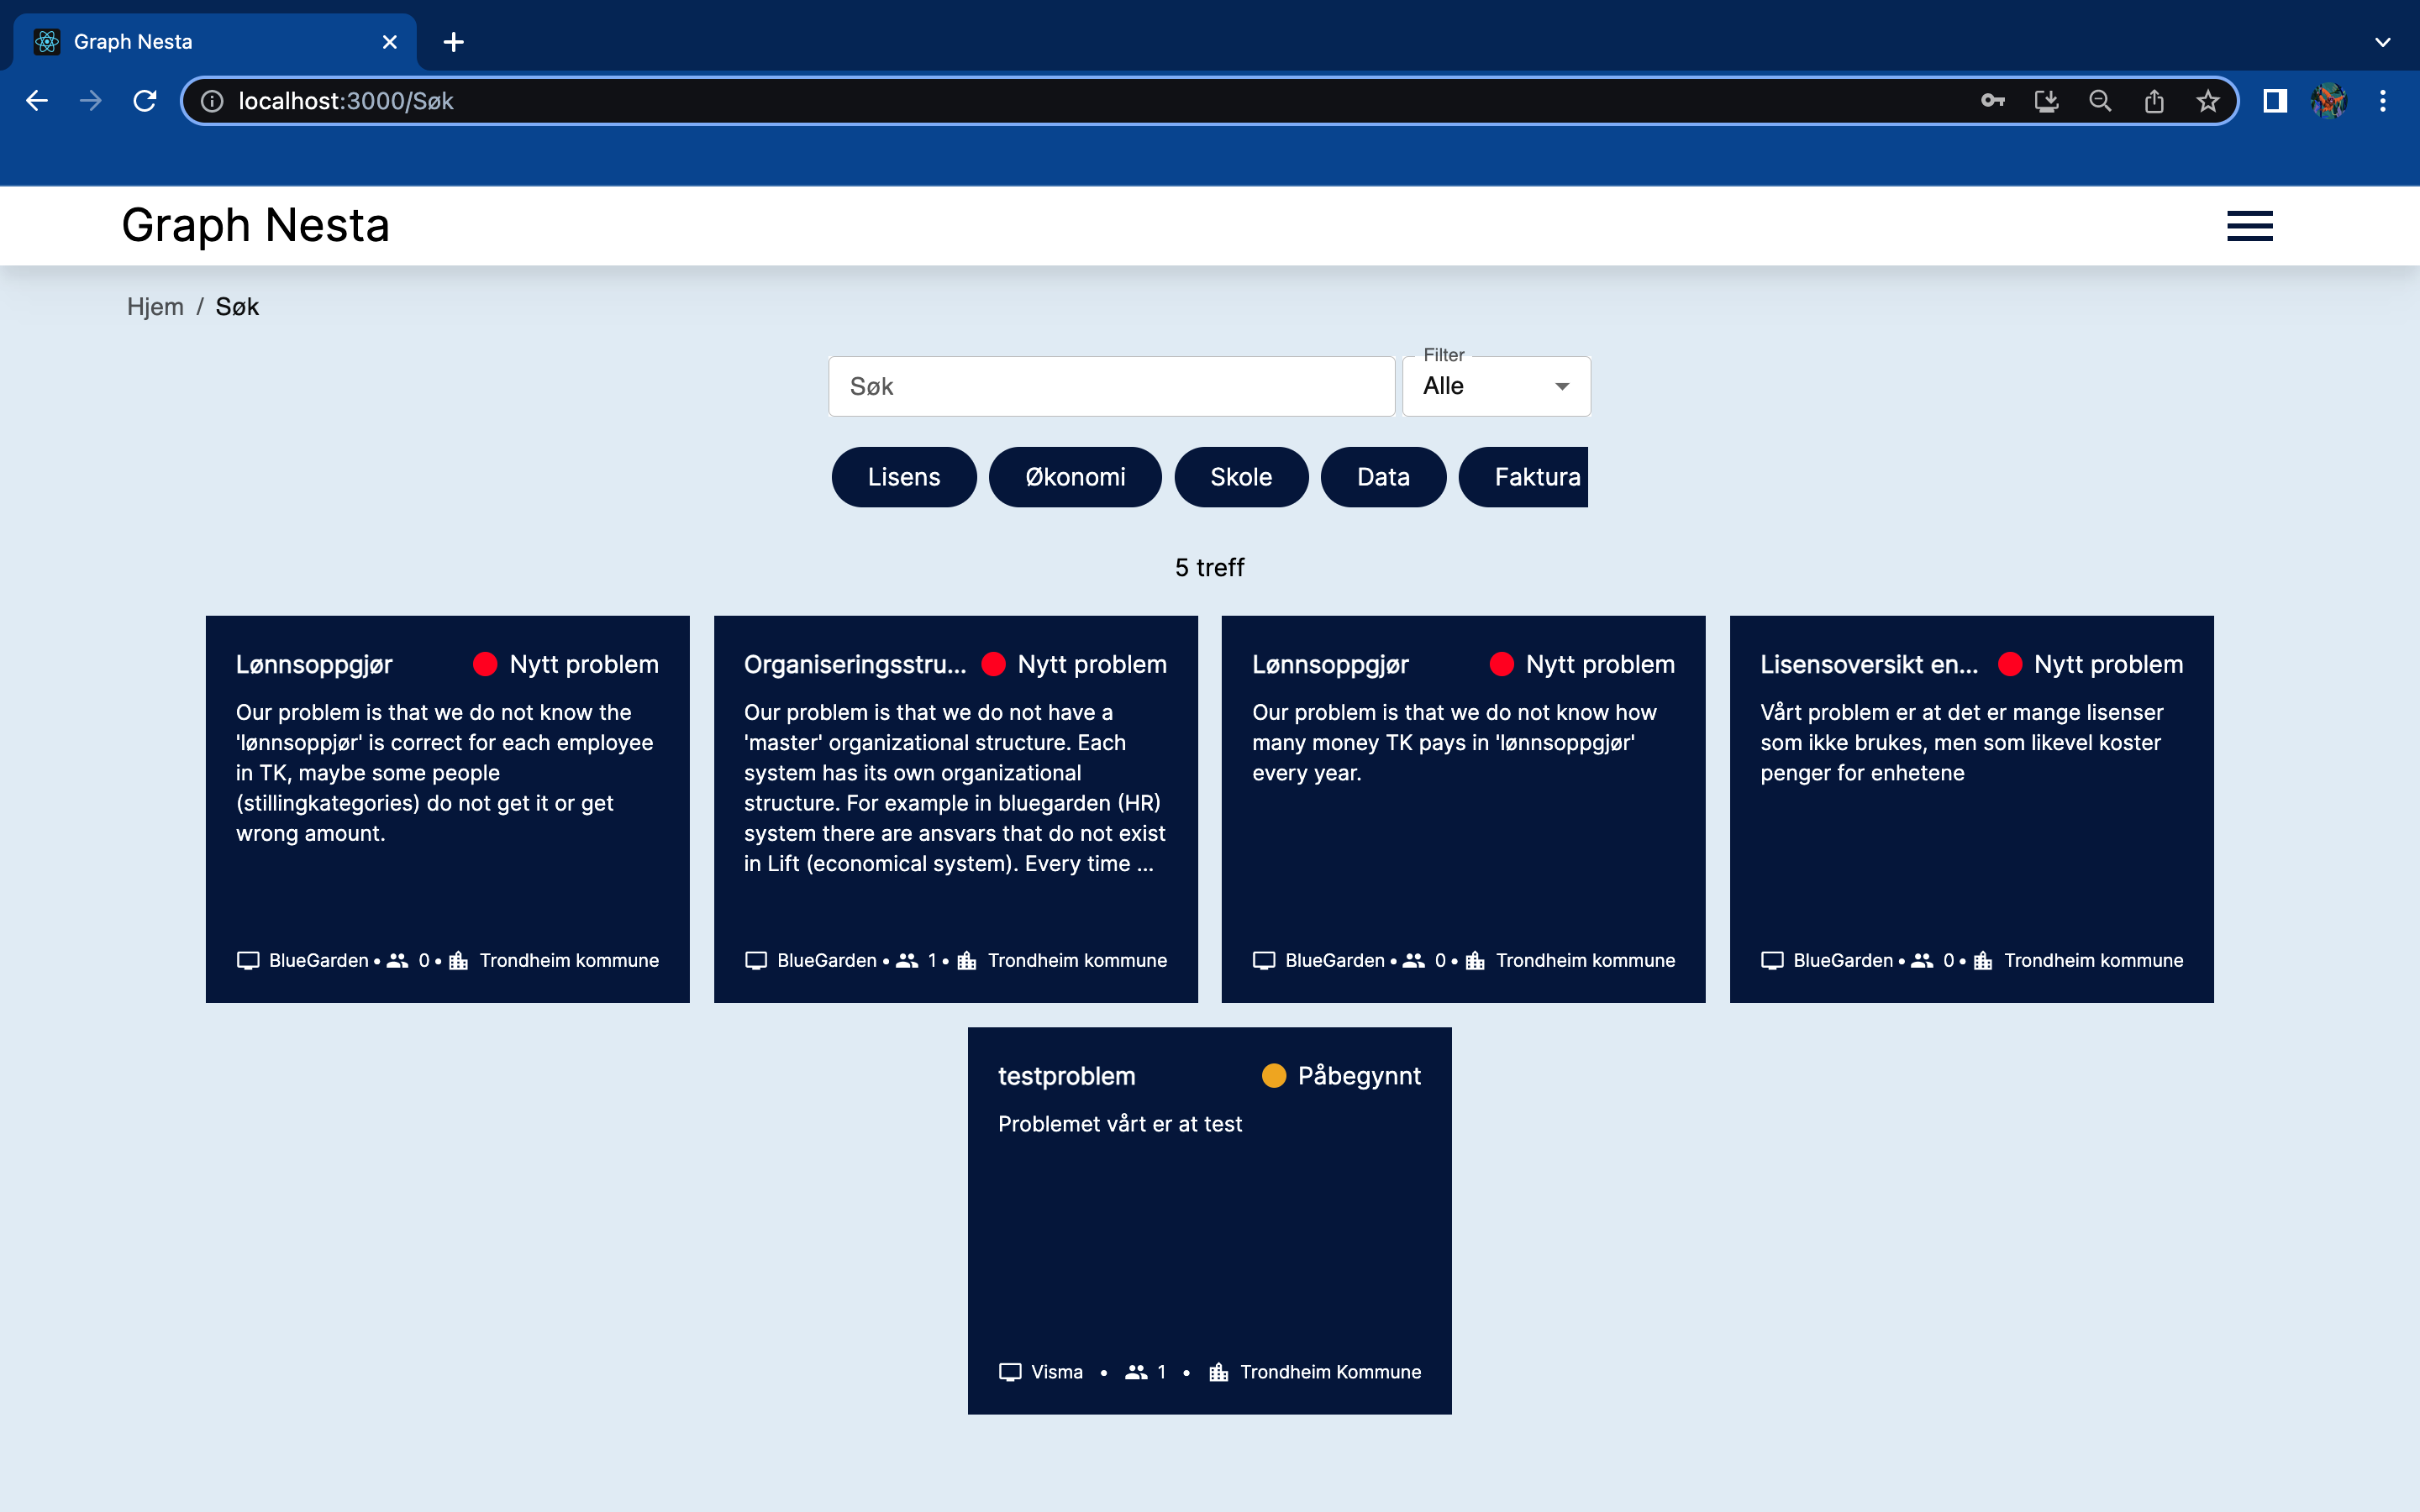 Graph Nesta
localhost:3000/Søk
Graph Nesta
Hjem / Søk
Søk
Filter
Alle
Lisens
Økonomi
Skole
Data
Faktura
5 treff
Lønnsoppgjør
Nytt problem
Our problem is that we do not know the
'lønnsoppjør' is correct for each employee
in TK, maybe some people
(stillingkategories) do not get it or get
wrong amount.
BlueGarden • 0 • Trondheim kommune
Organiseringsstru...
Nytt problem
Our problem is that we do not have a
'master' organizational structure. Each
system has its own organizational
structure. For example in bluegarden (HR)
system there are ansvars that do not exist
in Lift (economical system). Every time ...
BlueGarden • 1 • Trondheim kommune
Lønnsoppgjør
Nytt problem
Our problem is that we do not know how
many money TK pays in 'lønnsoppgjør'
every year.
BlueGarden • 0 • Trondheim kommune
Lisensoversikt en...
Nytt problem
Vårt problem er at det er mange lisenser
som ikke brukes, men som likevel koster
penger for enhetene
BlueGarden • 0 • Trondheim kommune
testproblem
Påbegynnt
Problemet vårt er at test
Visma • 1 • Trondheim Kommune